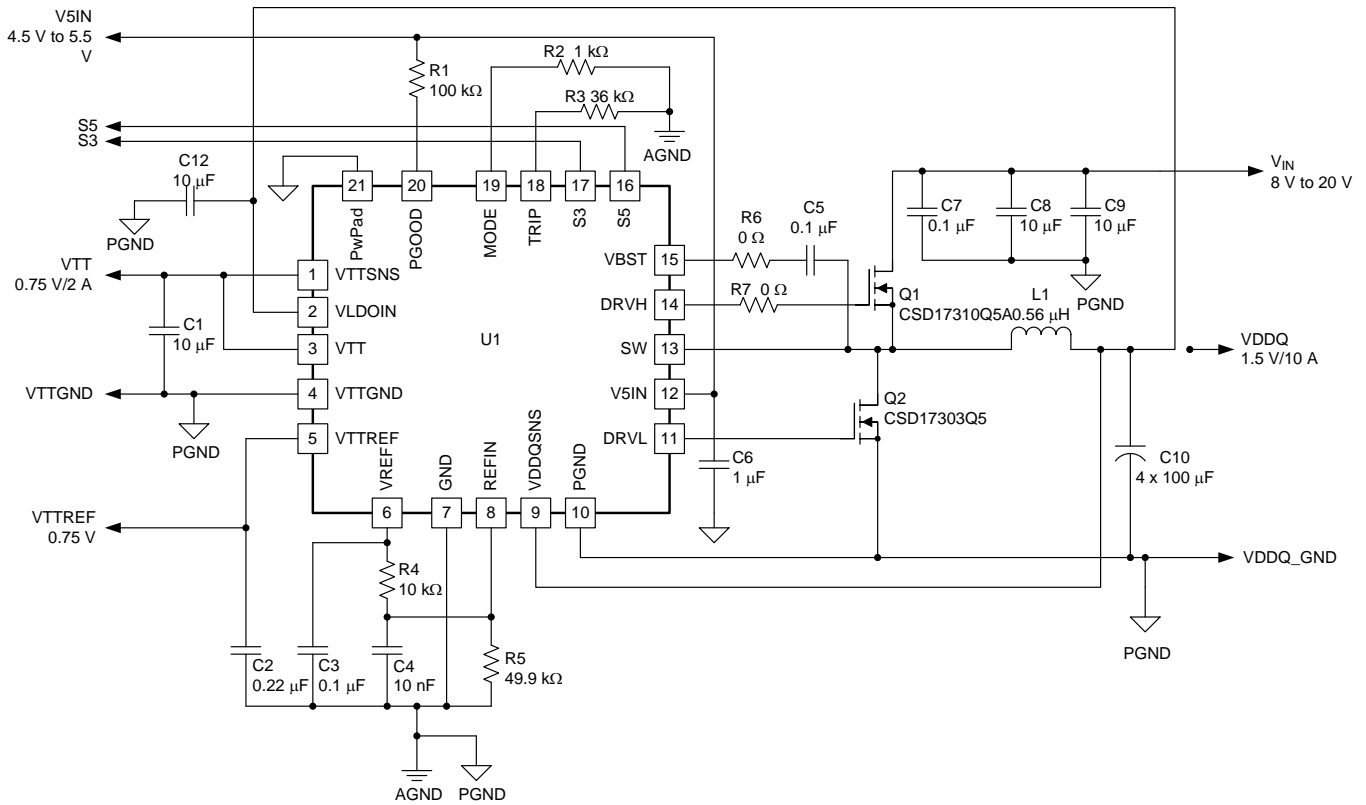 V5IN
4.5 V to 5.5
V
R1
100 kΩ
R2 1 kΩ
R3 36 kΩ
AGND
S5
S3
C12
10 μF
PGND
21
20
19
18
17
16
PwPad
PGOOD
MODE
TRIP
S3
S5
VIN
8 V to 20 V
C7
0.1 μF
C8
10 μF
C9
10 μF
PGND
R6
0 Ω
C5
0.1 μF
VTT
0.75 V/2 A
1
VTTSNS
VBST
15
2
VLDOIN
DRVH
14
R7 0 Ω
Q1
CSD17310Q5A
L1
0.56 μH
C1
10 μF
U1
3
VTT
SW
13
VDDQ
1.5 V/10 A
VTTGND
4
VTTGND
V5IN
12
Q2
CSD17303Q5
PGND
5
VTTREF
DRVL
11
C6
1 μF
C10
4 x 100 μF
VREF
GND
REFIN
VDDQSNS
PGND
6
7
8
9
10
VTTREF
0.75 V
VDDQ_GND
PGND
R4
10 kΩ
C2
0.22 μF
C3
0.1 μF
C4
10 nF
R5
49.9 kΩ
AGND
PGND